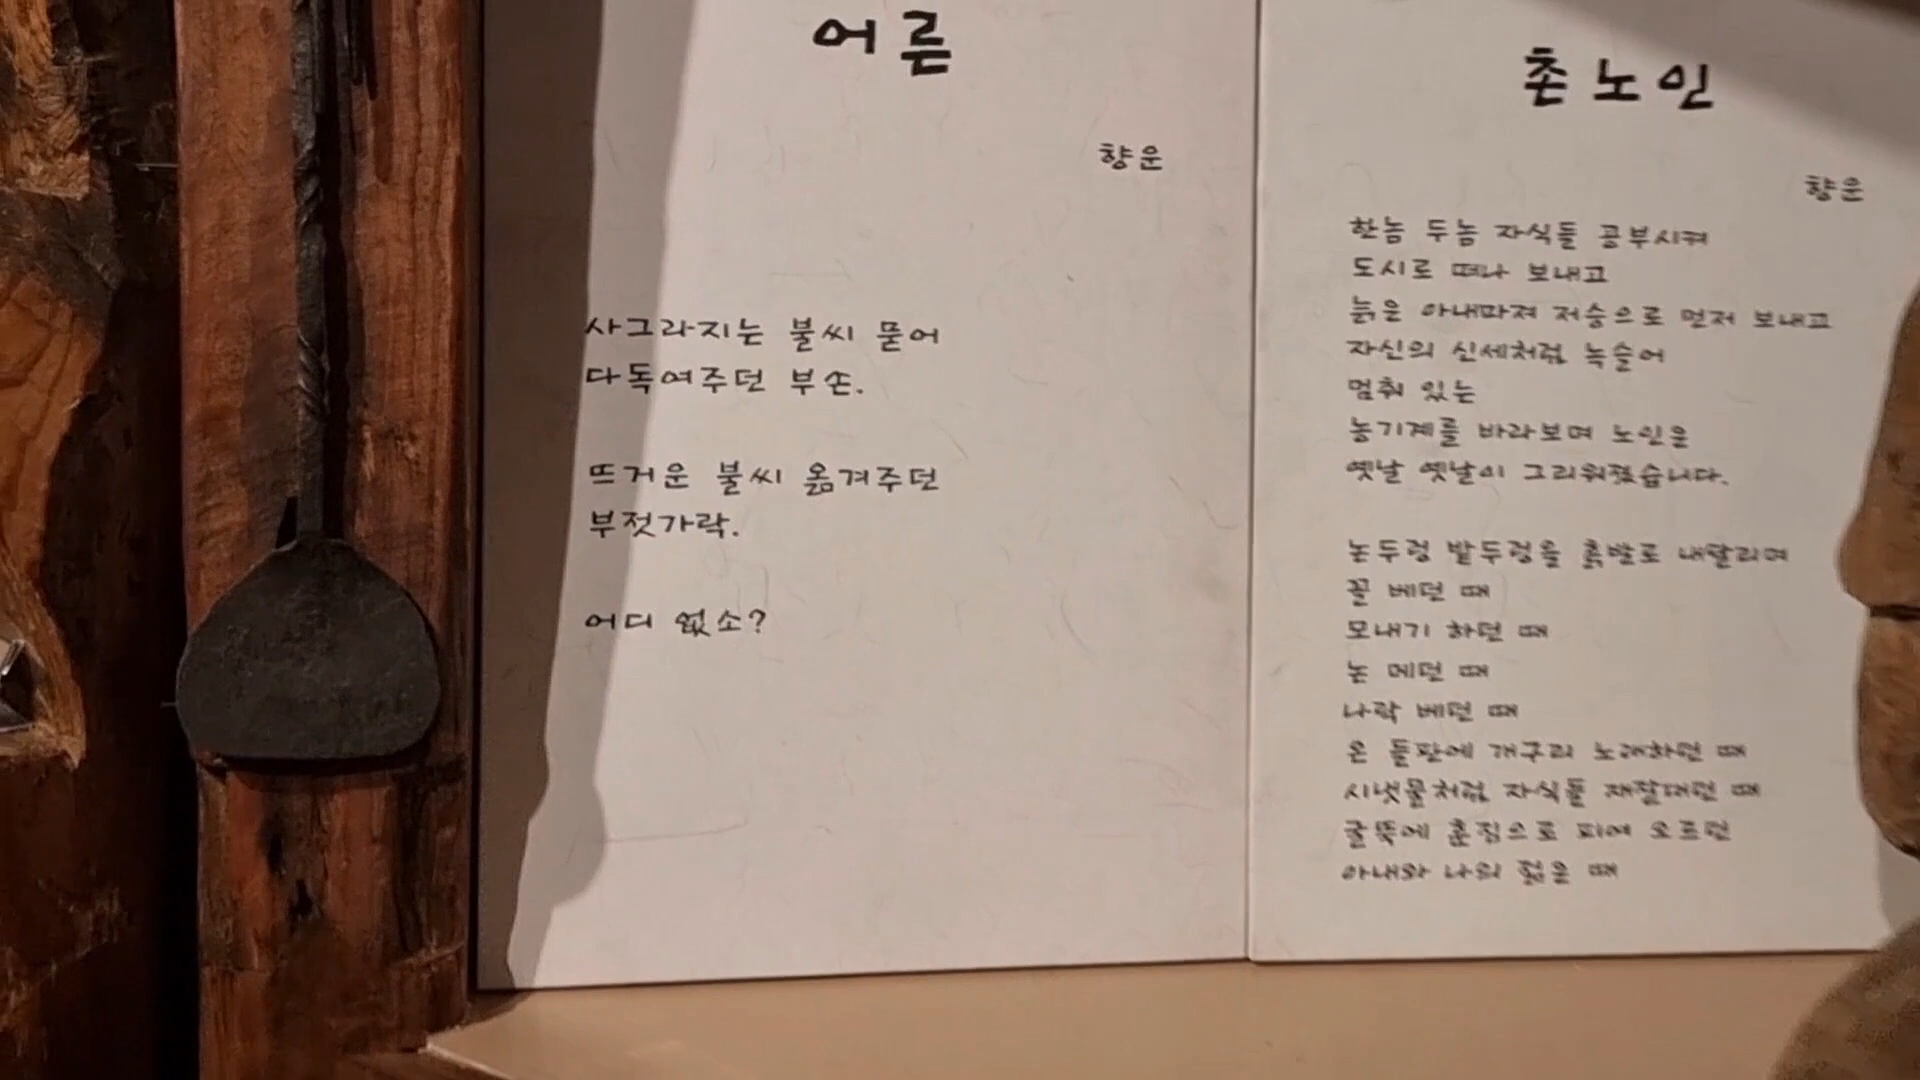 어른
향운
사그라지는 불씨 묻어
다독여주던 부손.
뜨거운 불씨 옮겨주던
부젓가락.
어디 없소?
촌노인
향운
한놈 두놈 자식들 공부시켜
도시로 떠나 보내고
늙은 아내마져 저승으로 먼저 보내고
자신의 신세처럼 녹슬어
멈춰 있는
농기계를 바라보며 노인은
옛날 옛날이 그리워졌습니다.
논두렁 밭두렁을 흙발로 내달리며
꼴 베던 때
모내기 하던 때
논 메던 때
나락 베던 때
온 들판에 개구리 노래하던 때
시냇물처럼 자식들 재잘대던 때
굴뚝에 훈짐으로 피어 오르던
아내와 나의 젊은 때